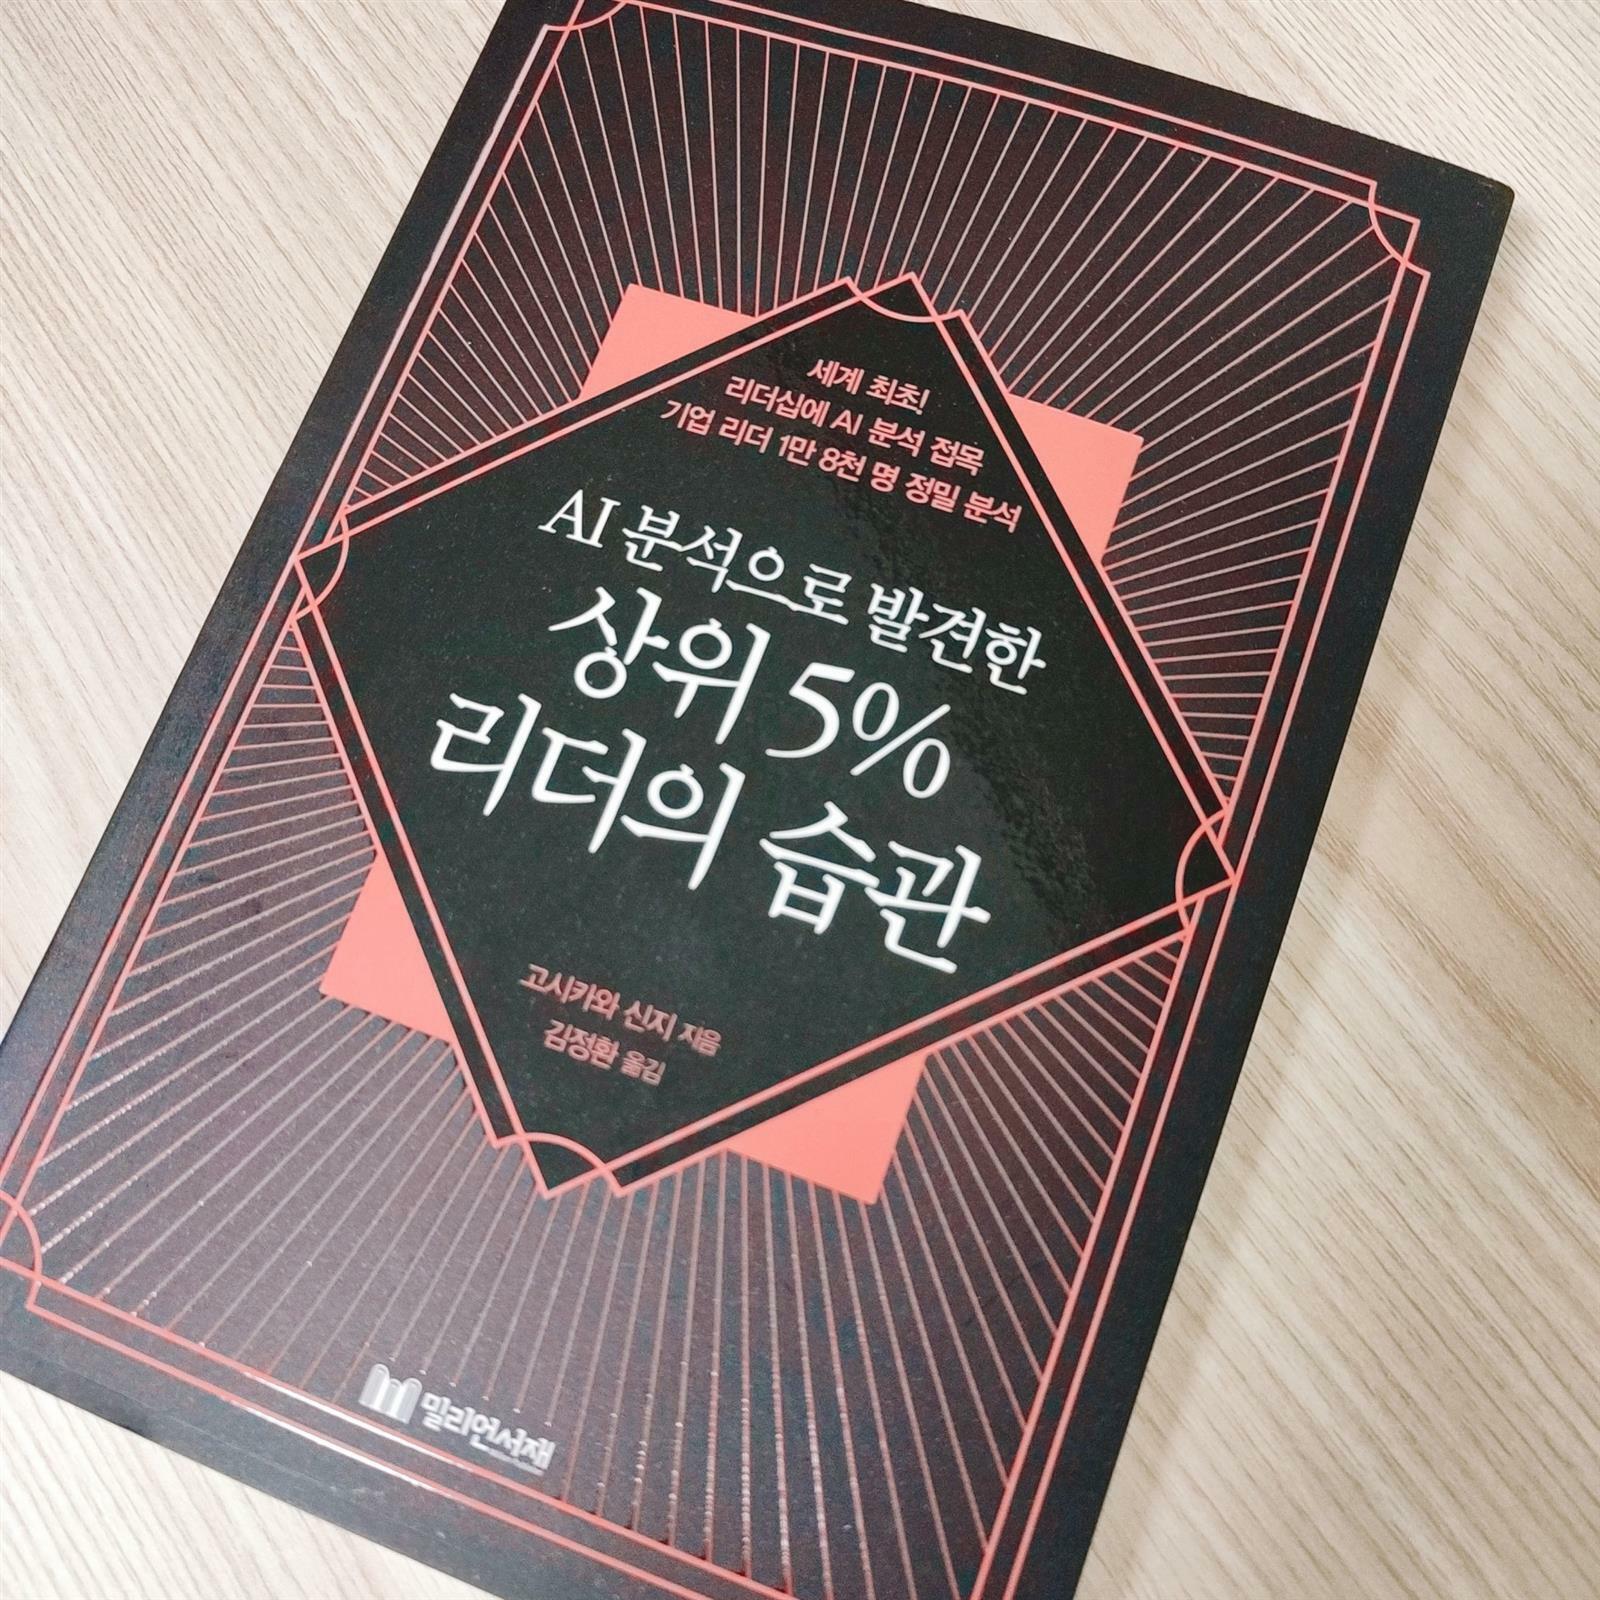 세계 최초!
리더십에 AI 분석 접목
기업 리더 1만 8천 명 정밀 분석
AI 분석으로 발견한
상위 5%
리더의 습관
고시카와 신지 지음
김정환 옮김
밀리언서재